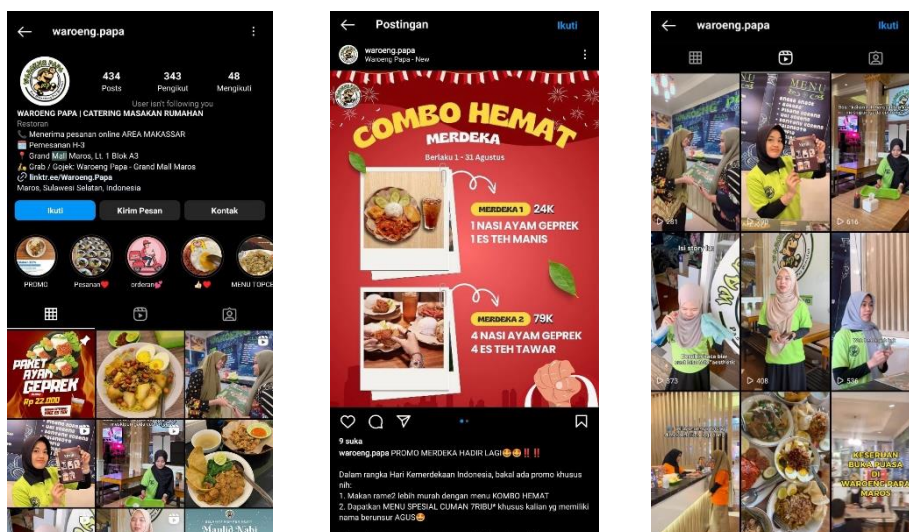 waroeng.papa
434
343
48
Posts
Pengikut
Mengikuti
User isn't following you
WAROENG PAPA | CATERING MASAKAN RUMAHAN
Restoran
Menerima pesanan online AREA MAKASSAR
Pemesanan H-3
Grand Mall Maros, Lt. 1 Blok A3
Grab / Gojek: Waroeng Papa - Grand Mall Maros
linktr.ee/Waroeng.Papa
Maros, Sulawesi Selatan, Indonesia
Ikuti
Kirim Pesan
Kontak
PROMO
Pesanan
orderan
MENU TOPCE
PAKET
AYAM
GEPREK
Rp 22.000
Maulid Nabi
Postingan
Ikuti
waroeng.papa
Waroeng Papa - New
COMBO HEMAT
MERDEKA
Berlaku 1 - 31 Agustus
MERDEKA 1 24K
1 NASI AYAM GEPREK
1 ES TEH MANIS
MERDEKA 2 79K
4 NASI AYAM GEPREK
4 ES TEH TAWAR
9 suka
waroeng.papa PROMO MERDEKA HADIR LAGI
Dalam rangka Hari Kemerdekaan Indonesia, bakal ada promo khusus
nih:
1. Makan rame2 lebih murah dengan menu KOMBO HEMAT
2. Dapatkan MENU SPESIAL CUMAN 7RIBU* khusus kalian yg memiliki
nama berunsur AGUS
waroeng.papa
Ikuti
MENU
281
290
616
Isi story
373
408
536
KESERUAN
BUKA PUASA
DI
WAROENG PAPA
MAROS